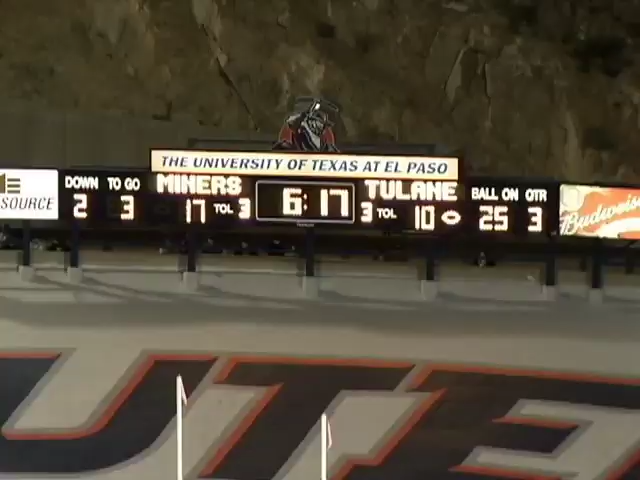 THE UNIVERSITY OF TEXAS AT EL PASO
DOWN TO GO MINERS 6:17 TULANE BALL ON QTR
2 3 17 TOL 3 3 TOL 10 25 3
SOURCE
Budweiser
UTE